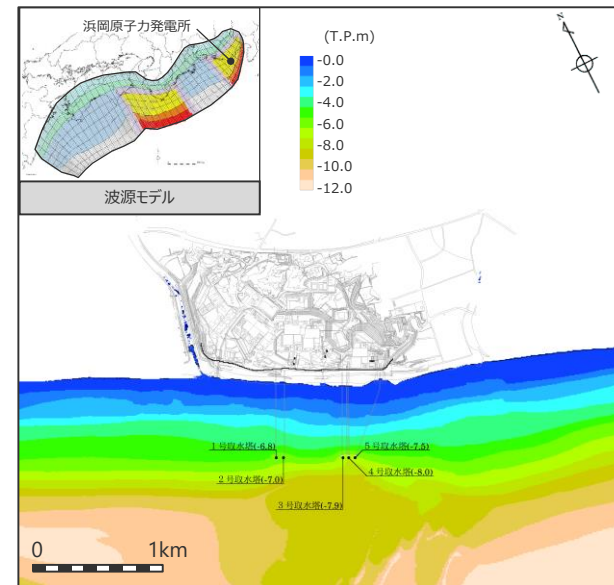 浜岡原子力発電所
波源モデル
(T.P.m)
-0.0
-2.0
-4.0
-6.0
-8.0
-10.0
-12.0
N
1号取水塔(-6.8)
2号取水塔(-7.0)
3号取水塔(-7.9)
5号取水塔(-7.5)
4号取水塔(-8.0)
0 1km